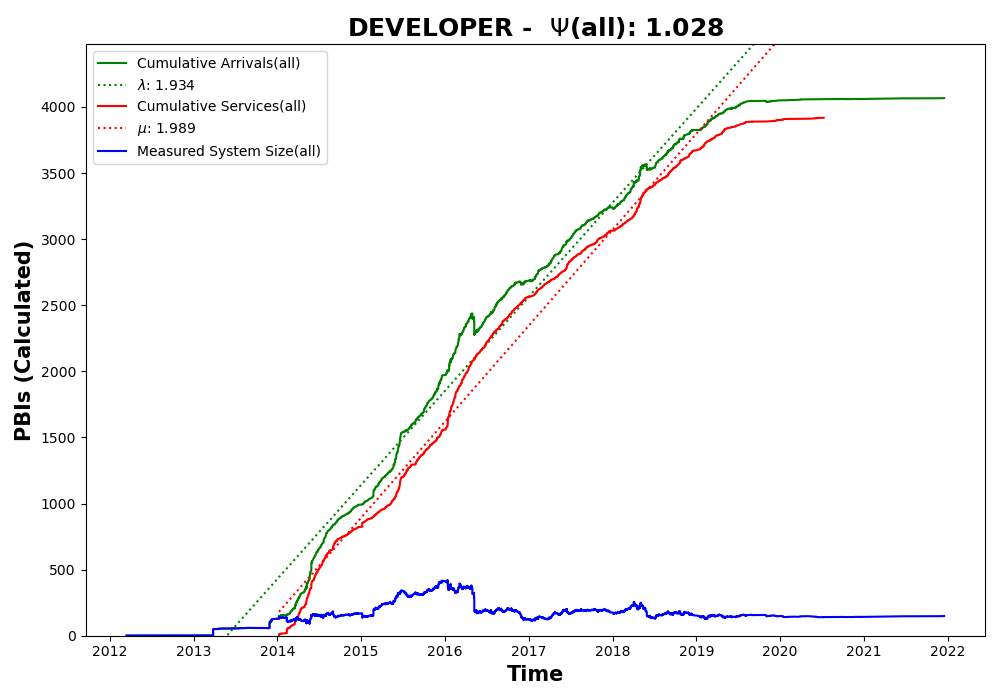 DEVELOPER - Ψ(all): 1.028
Cumulative Arrivals(all)
λ: 1.934
Cumulative Services(all)
μ: 1.989
Measured System Size(all)
PBIs (Calculated)
4000
3500
3000
2500
2000
1500
1000
500
0
2012 2013 2014 2015 2016 2017 2018 2019 2020 2021 2022
Time